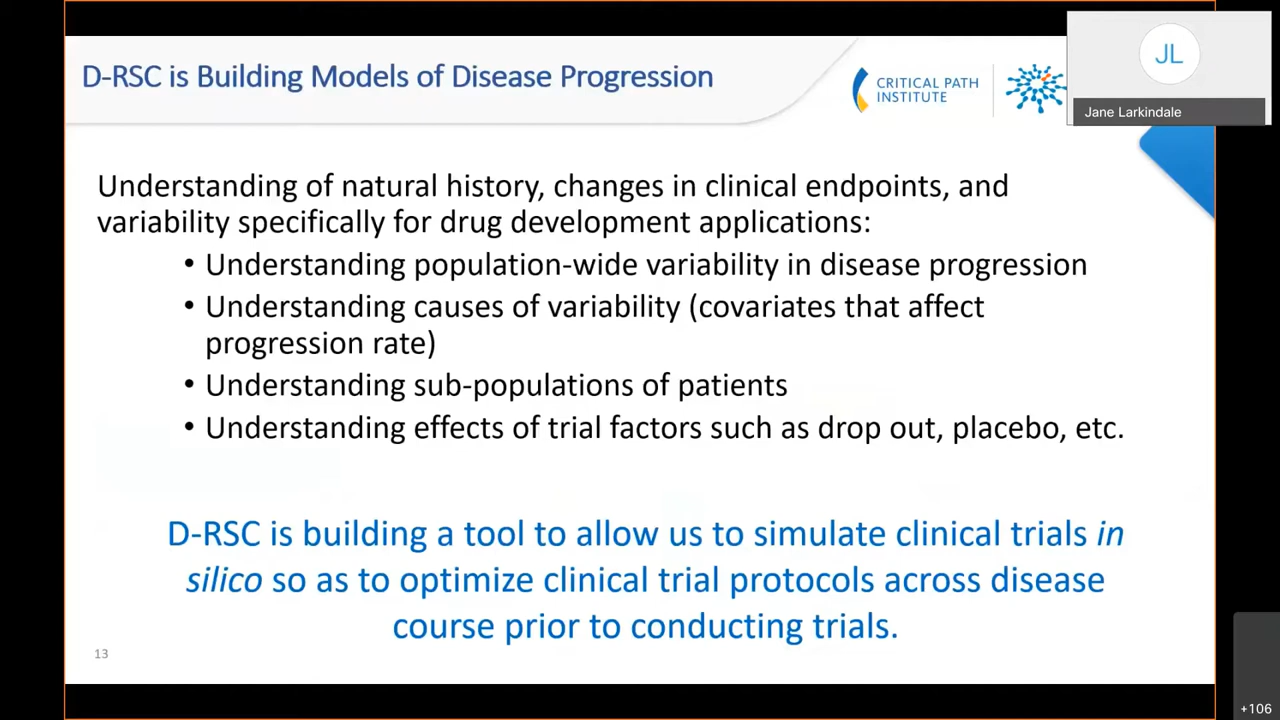 D-RSC is Building Models of Disease Progression
CRITICAL PATH
INSTITUTE
JL
Jane Larkindale
Understanding of natural history, changes in clinical endpoints, and
variability specifically for drug development applications:
• Understanding population-wide variability in disease progression
• Understanding causes of variability (covariates that affect
progression rate)
• Understanding sub-populations of patients
• Understanding effects of trial factors such as drop out, placebo, etc.
D-RSC is building a tool to allow us to simulate clinical trials in
silico so as to optimize clinical trial protocols across disease
course prior to conducting trials.
13
+106